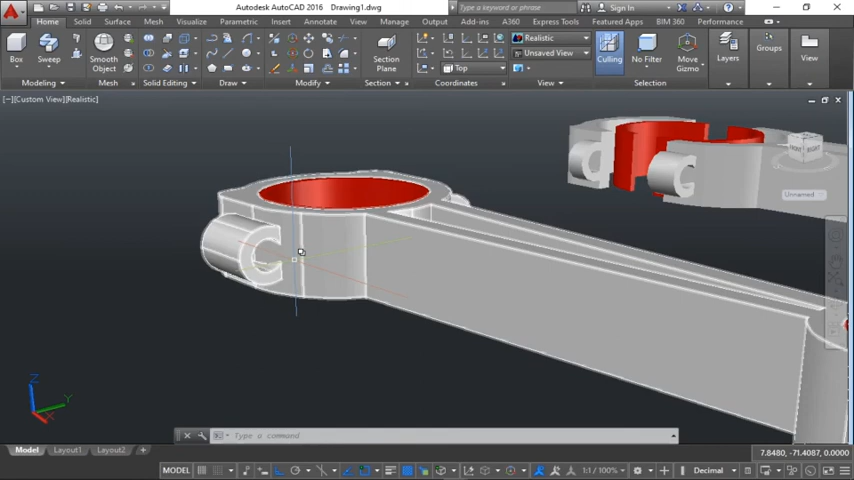 Autodesk AutoCAD 2016 Drawing1.dwg
Type a keyword or phrase
Sign In
Home Solid Surface Mesh Visualize Parametric Insert Annotate View Manage Output Add-ins A360 Express Tools Featured Apps BIM 360 Performance
Box
Sweep
Smooth
Object
Section
Plane
Realistic
Unsaved View
Top
Culling
No Filter
Move
Gizmo
Layers
Groups
View
Modeling
Mesh
Solid Editing
Draw
Modify
Section
Coordinates
View
Selection
[−][Custom View][Realistic]
FRONT RIGHT
Unnamed
Z
Y
X
Type a command
Model Layout1 Layout2 +
7.8480, -71.4087, 0.0000
MODEL
1:1 / 100%
Decimal